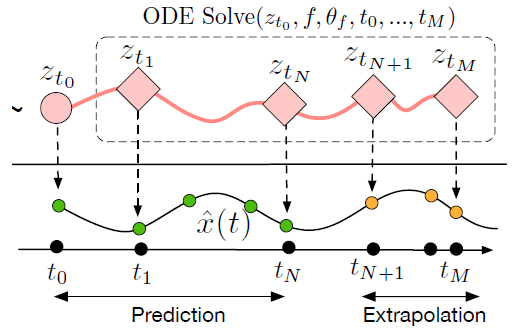 ODE Solve(z_{t_0}, f, θ_f, t_0, ..., t_M)
z_{t_0} z_{t_1} z_{t_N} z_{t_{N+1}} z_{t_M}
x̂(t)
t_0 t_1 t_N t_{N+1} t_M
Prediction Extrapolation